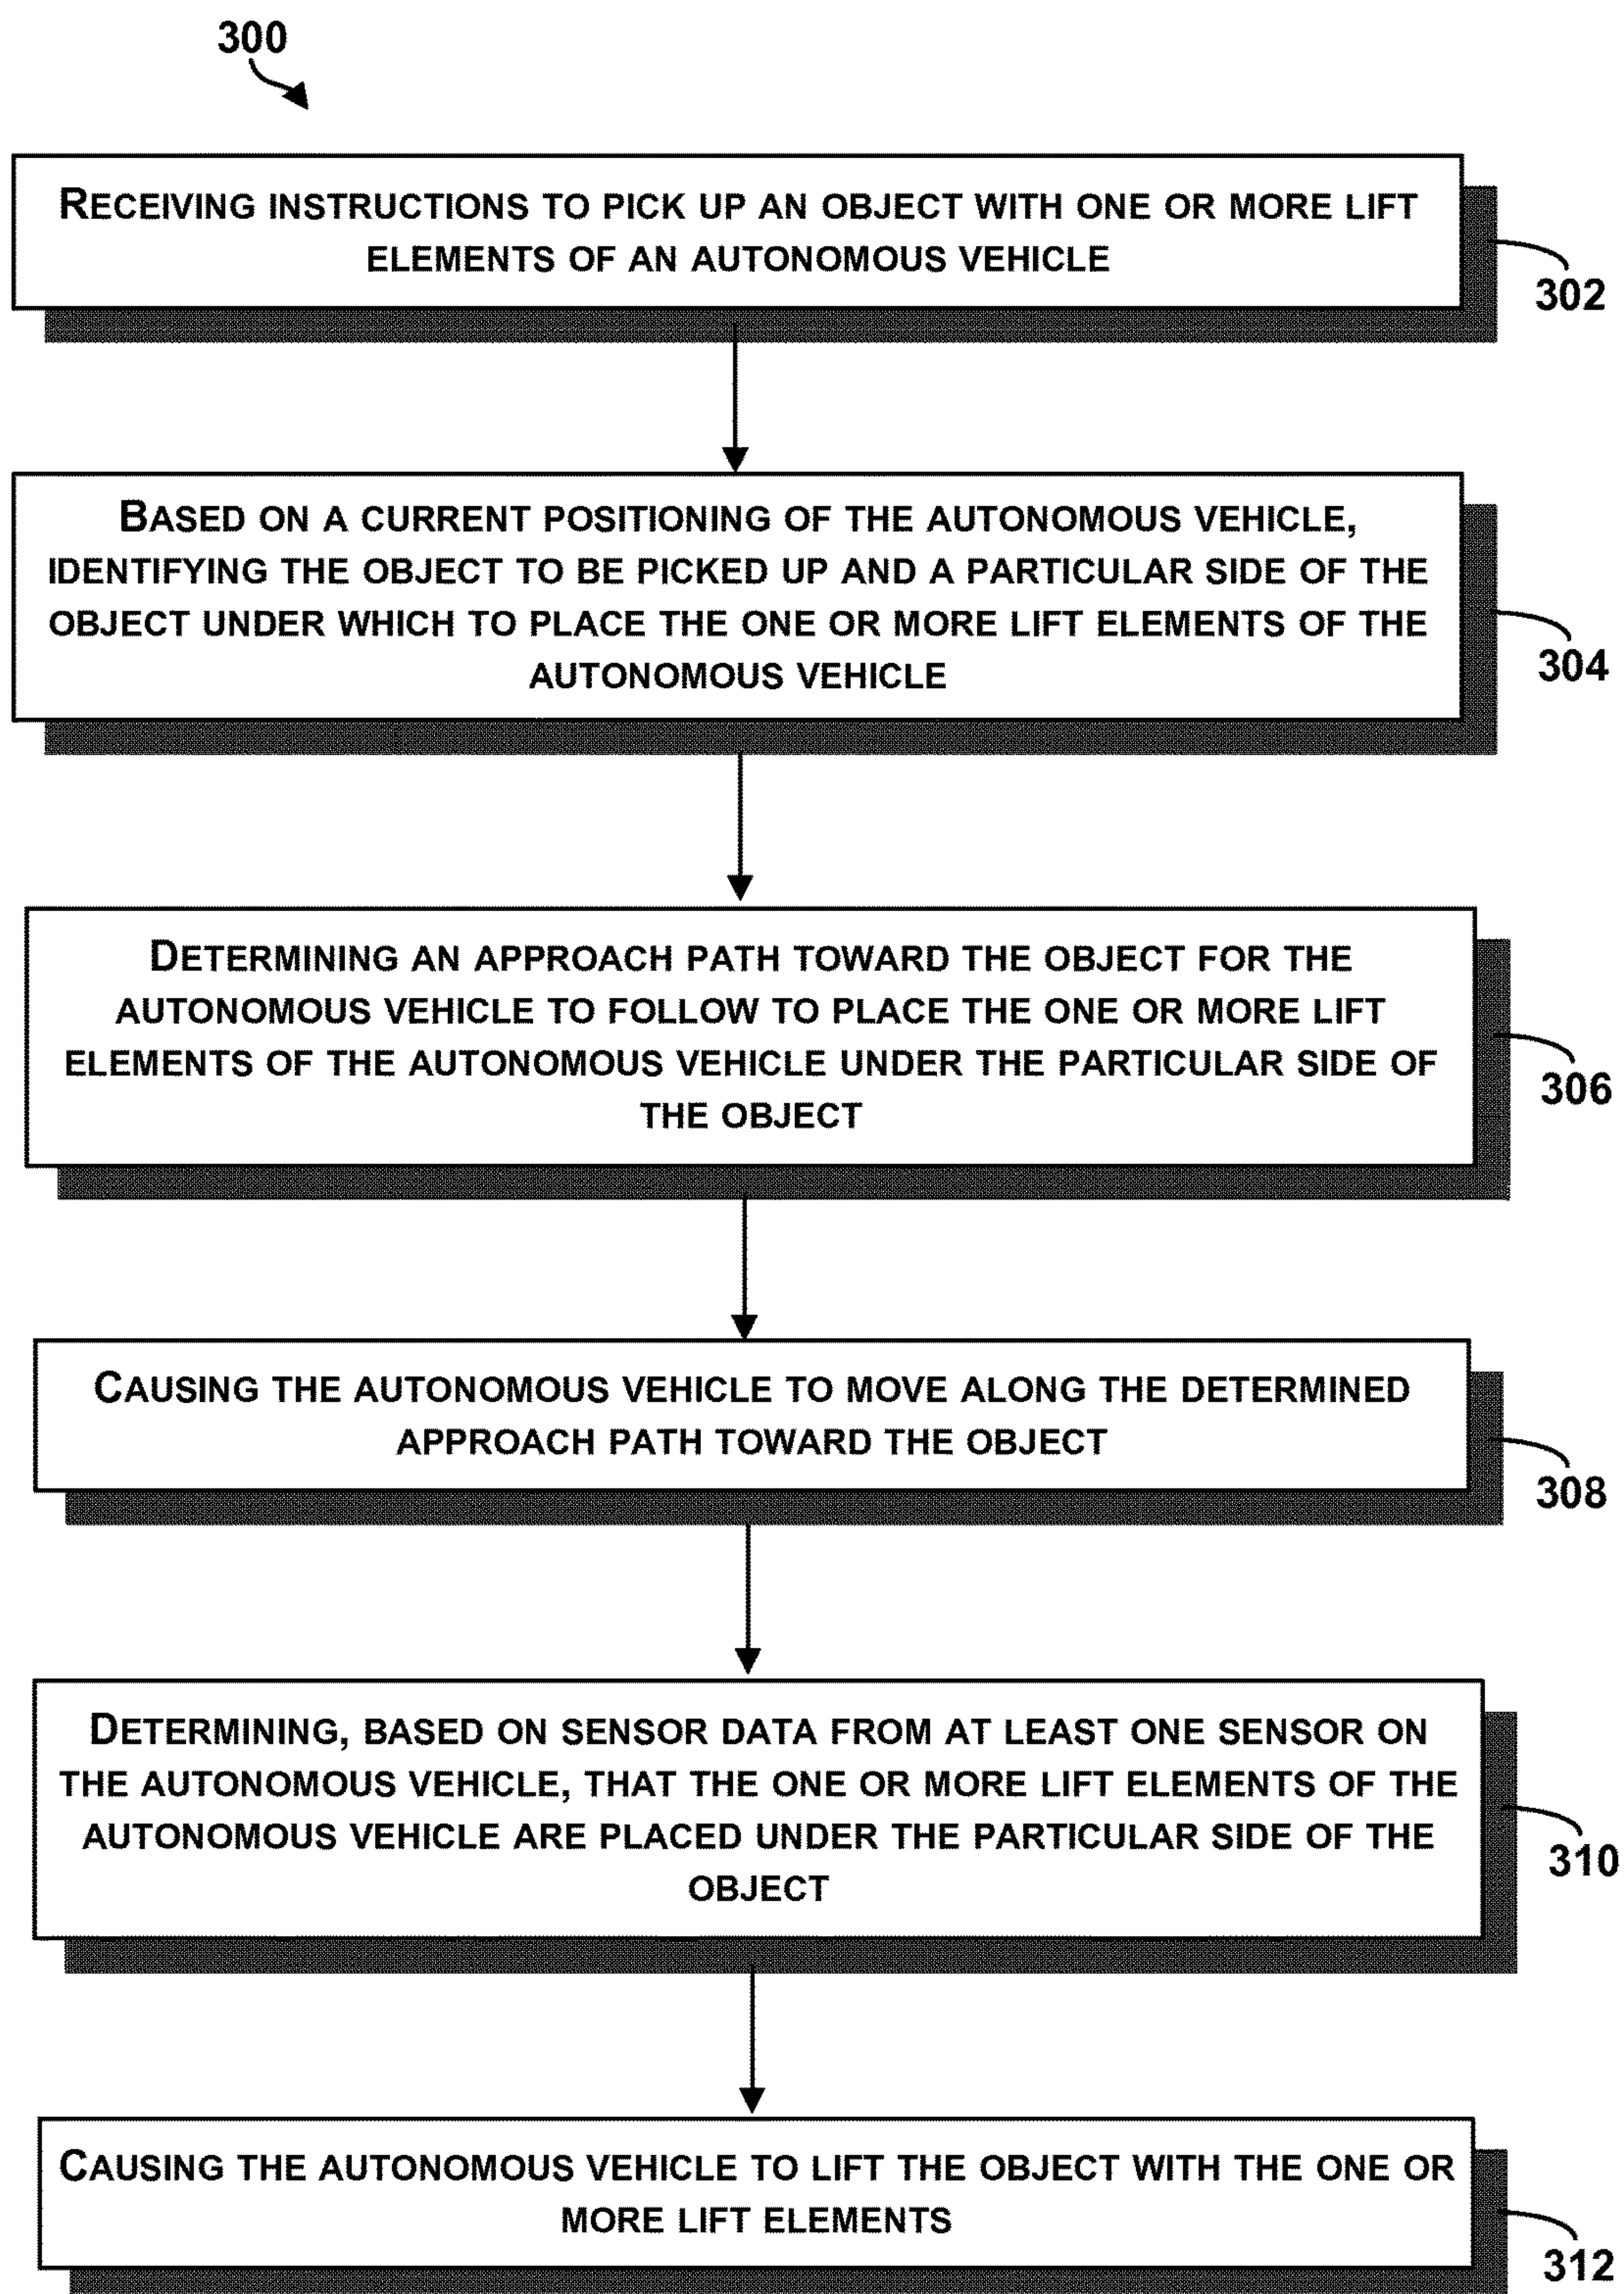 300
RECEIVING INSTRUCTIONS TO PICK UP AN OBJECT WITH ONE OR MORE LIFT
ELEMENTS OF AN AUTONOMOUS VEHICLE
302
BASED ON A CURRENT POSITIONING OF THE AUTONOMOUS VEHICLE,
IDENTIFYING THE OBJECT TO BE PICKED UP AND A PARTICULAR SIDE OF THE
OBJECT UNDER WHICH TO PLACE THE ONE OR MORE LIFT ELEMENTS OF THE
AUTONOMOUS VEHICLE
304
DETERMINING AN APPROACH PATH TOWARD THE OBJECT FOR THE
AUTONOMOUS VEHICLE TO FOLLOW TO PLACE THE ONE OR MORE LIFT
ELEMENTS OF THE AUTONOMOUS VEHICLE UNDER THE PARTICULAR SIDE OF
THE OBJECT
306
CAUSING THE AUTONOMOUS VEHICLE TO MOVE ALONG THE DETERMINED
APPROACH PATH TOWARD THE OBJECT
308
DETERMINING, BASED ON SENSOR DATA FROM AT LEAST ONE SENSOR ON
THE AUTONOMOUS VEHICLE, THAT THE ONE OR MORE LIFT ELEMENTS OF THE
AUTONOMOUS VEHICLE ARE PLACED UNDER THE PARTICULAR SIDE OF THE
OBJECT
310
CAUSING THE AUTONOMOUS VEHICLE TO LIFT THE OBJECT WITH THE ONE OR
MORE LIFT ELEMENTS
312